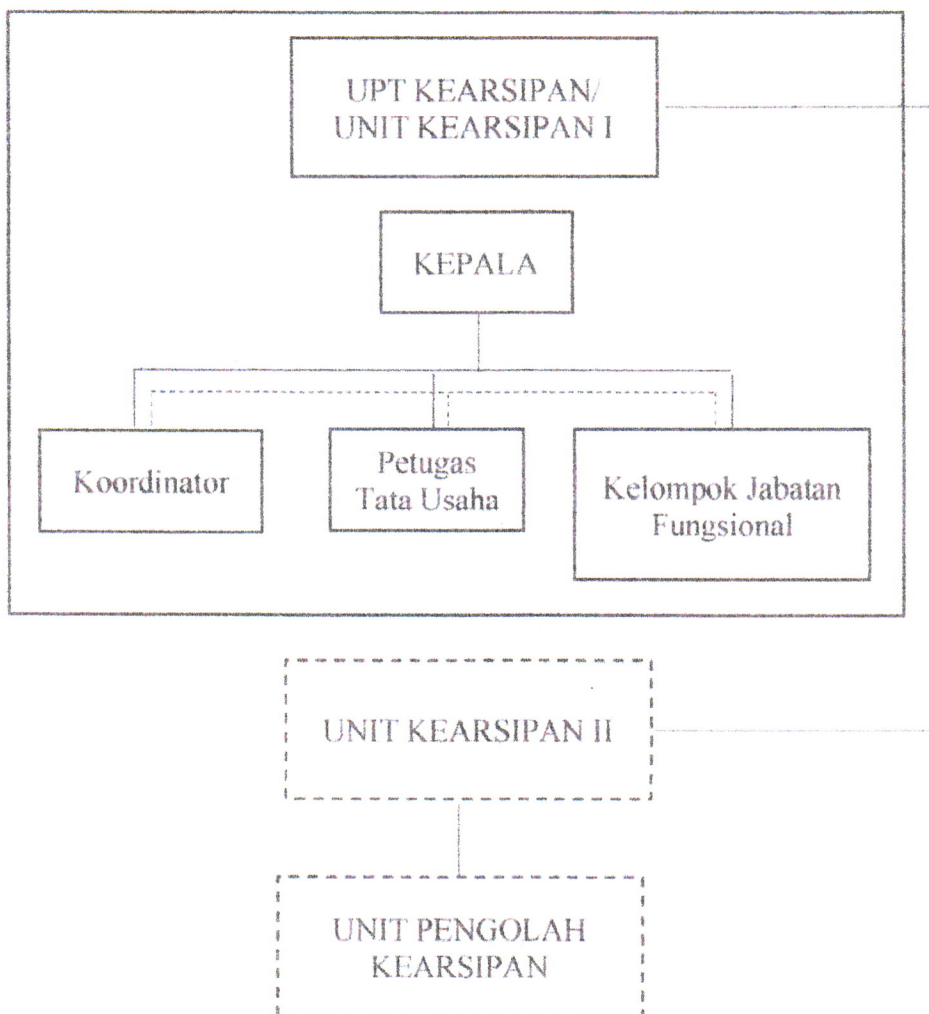 UPT KEARSIPAN/
UNIT KEARSIPAN I
KEPALA
Koordinator
Petugas
Tata Usaha
Kelompok Jabatan
Fungsional
UNIT KEARSIPAN II
UNIT PENGOLAH
KEARSIPAN